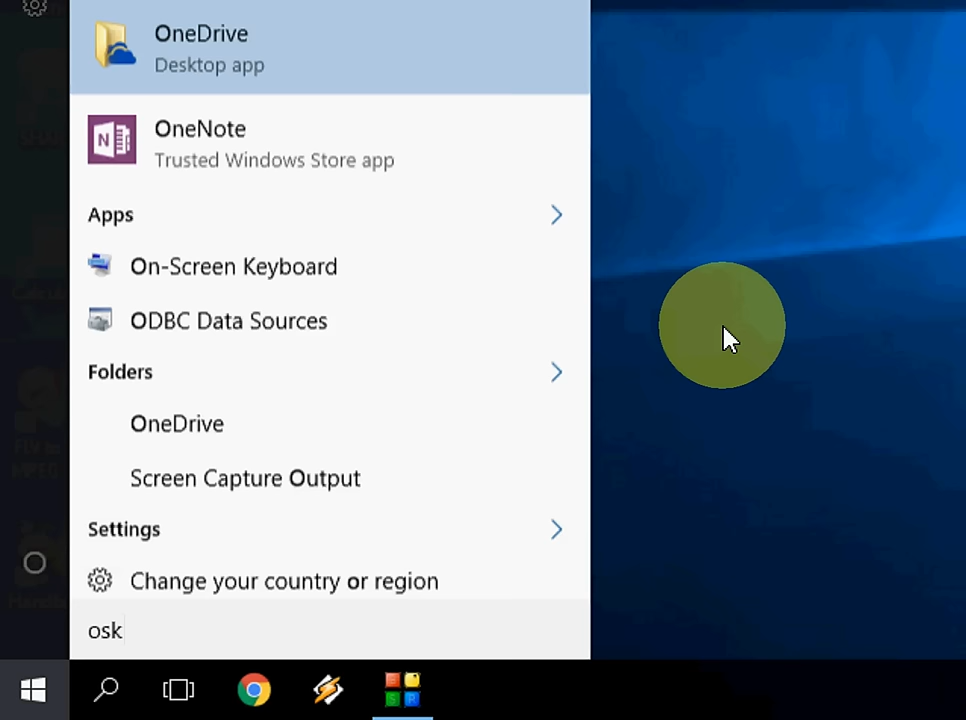 OneDrive
Desktop app
OneNote
Trusted Windows Store app
Apps
On-Screen Keyboard
ODBC Data Sources
Folders
OneDrive
Screen Capture Output
Settings
Change your country or region
osk